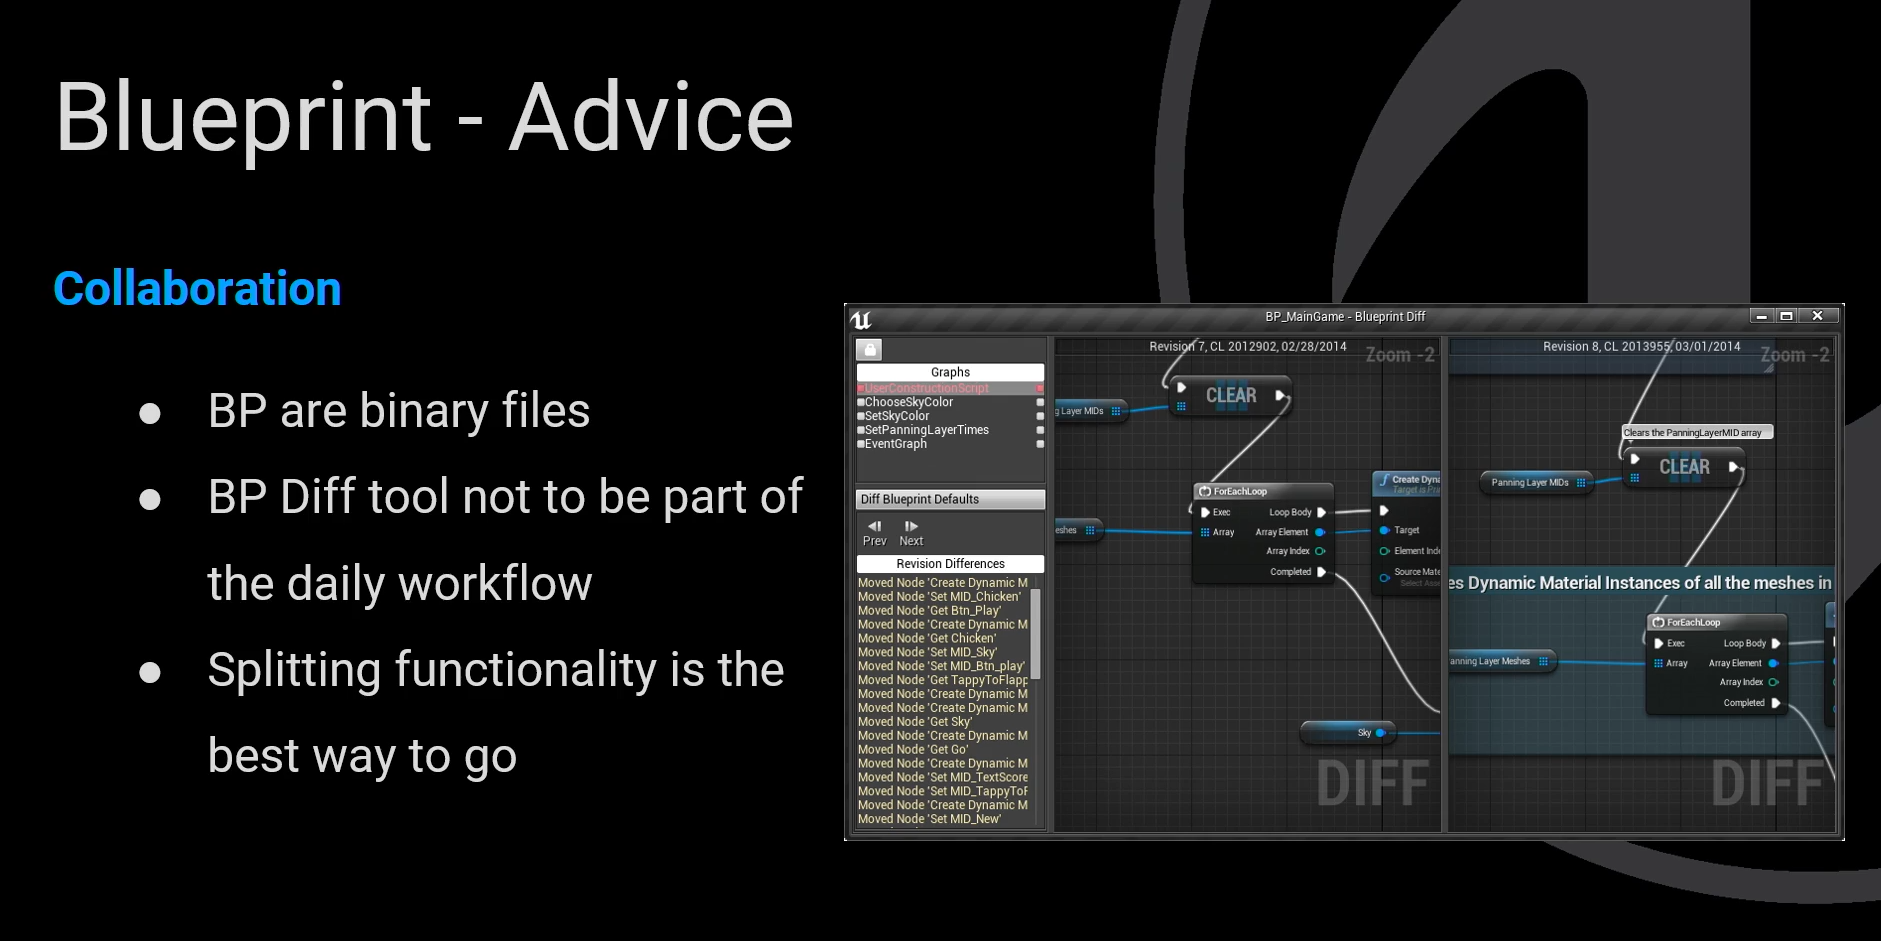 Blueprint - Advice
Collaboration
● BP are binary files
● BP Diff tool not to be part of
the daily workflow
● Splitting functionality is the
best way to go
BP_MainGame - Blueprint Diff
Graphs
UserConstructionScript
ChooseSkyColor
SetSkyColor
SetPanningLayerTimes
EventGraph
Diff Blueprint Defaults
Prev Next
Revision Differences
Moved Node 'Create Dynamic M
Moved Node 'Set MID_Chicken'
Moved Node 'Get Btn_Play'
Moved Node 'Create Dynamic M
Moved Node 'Get Chicken'
Moved Node 'Set MID_Sky'
Moved Node 'Set MID_Btn_play'
Moved Node 'Get TappyToFlapp
Moved Node 'Create Dynamic M
Moved Node 'Create Dynamic M
Moved Node 'Get Sky'
Moved Node 'Create Dynamic M
Moved Node 'Get Go'
Moved Node 'Create Dynamic M
Moved Node 'Set MID_TextScore
Moved Node 'Set MID_TappyToF
Moved Node 'Create Dynamic M
Moved Node 'Set MID_New'
Revision 7, CL 2012902, 02/28/2014
Zoom -2
CLEAR
g Layer MIDs
ForEachLoop
Exec Loop Body
Array Array Element
Array Index
Completed
eshes
Create Dyna
Target is Pri
Target
Element Inde
Source Mate
Select Asse
Sky
DIFF
Revision 8, CL 2013955, 03/01/2014
Zoom -2
Clears the PanningLayerMID array
CLEAR
Panning Layer MIDs
es Dynamic Material Instances of all the meshes in
ForEachLoop
Exec Loop Body
Array Array Element
Array Index
Completed
anning Layer Meshes
DIFF